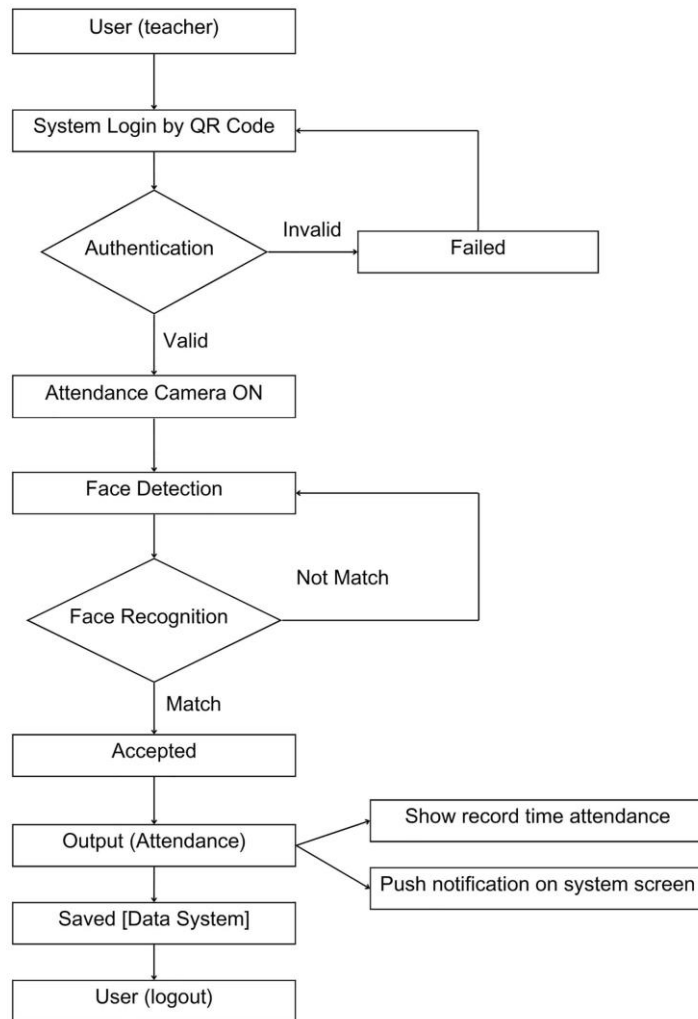 User (teacher)
System Login by QR Code
Authentication
Invalid
Failed
Valid
Attendance Camera ON
Face Detection
Not Match
Face Recognition
Match
Accepted
Output (Attendance)
Show record time attendance
Push notification on system screen
Saved [Data System]
User (logout)